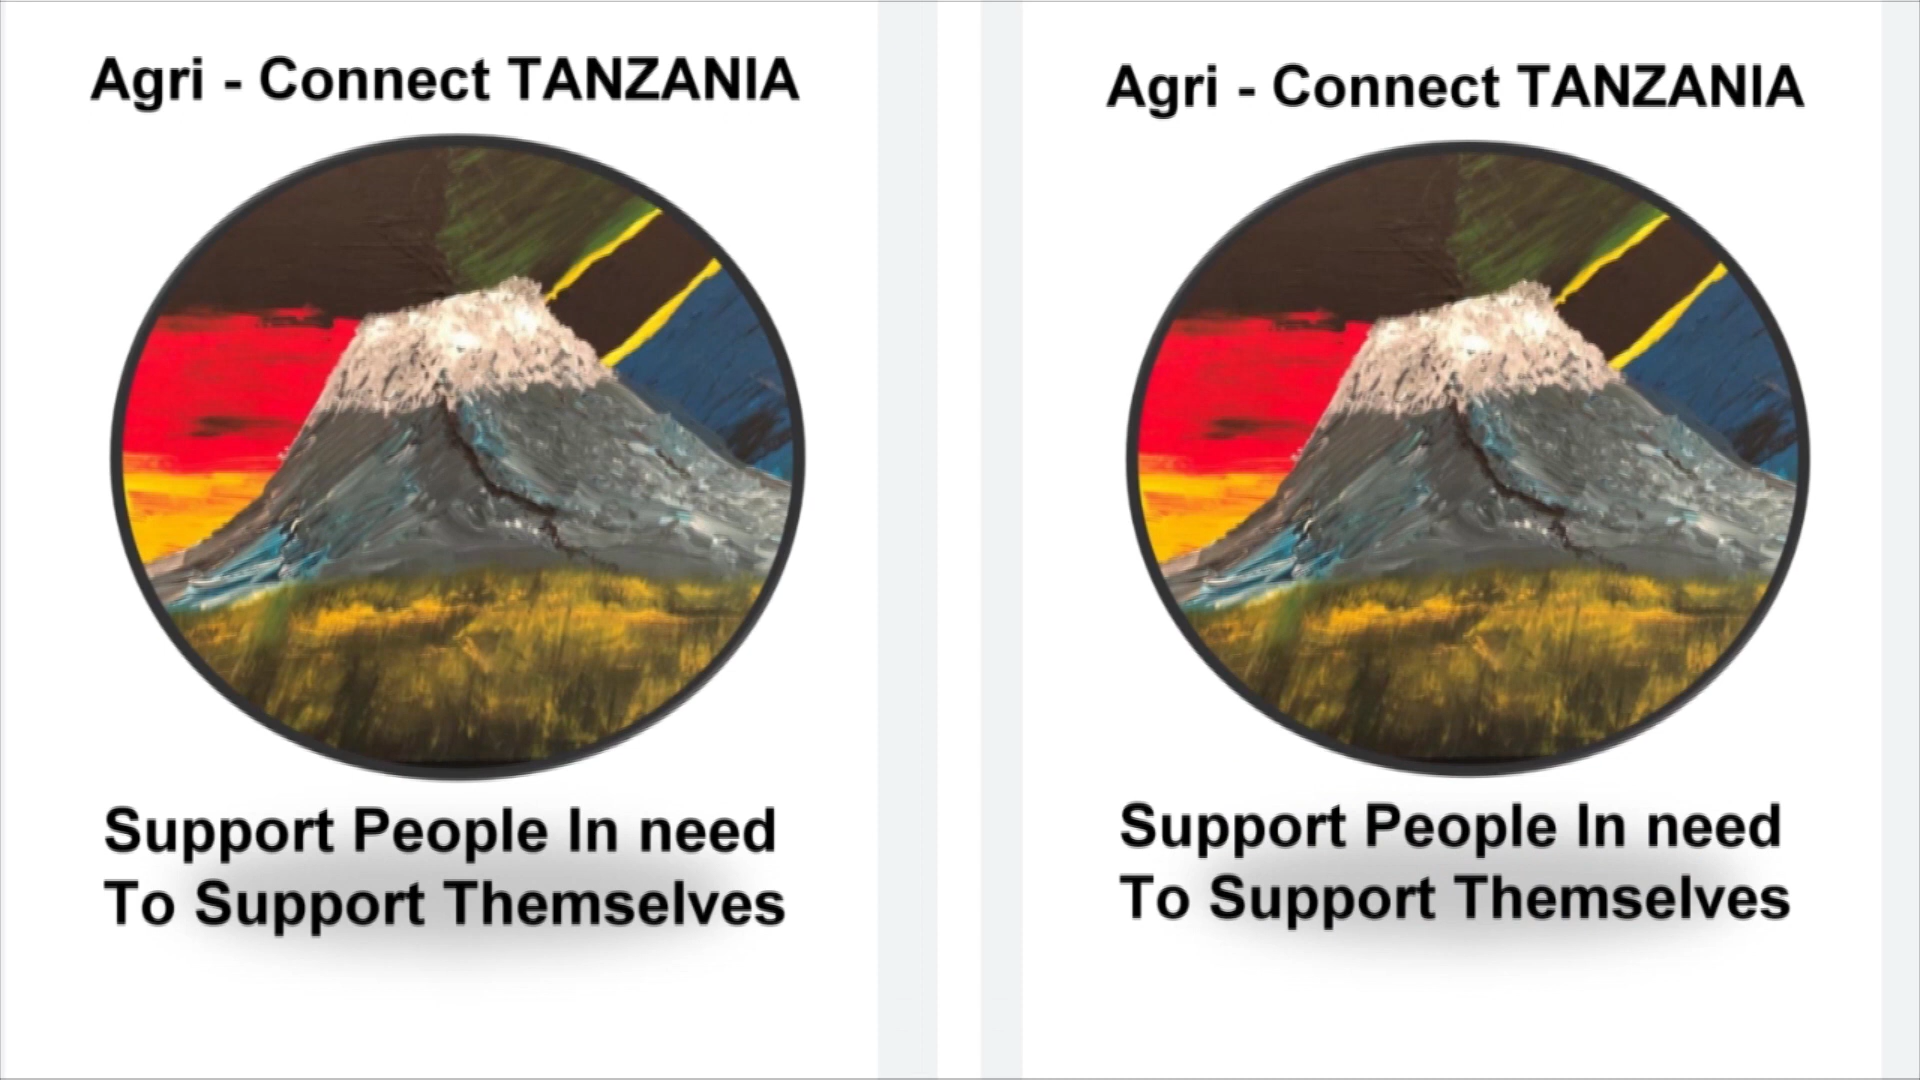 Agri - Connect TANZANIA
Support People In need
To Support Themselves
Agri - Connect TANZANIA
Support People In need
To Support Themselves